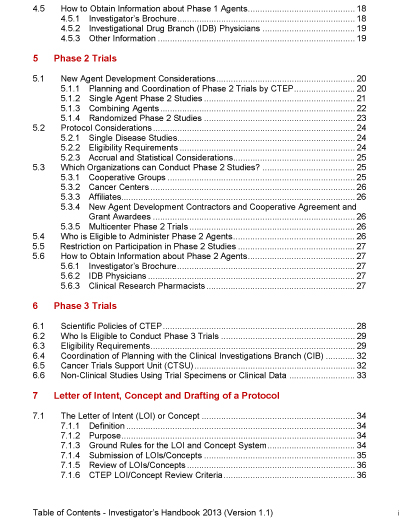 4.5 How to Obtain Information about Phase 1 Agents 18
4.5.1 Investigator's Brochure 18
4.5.2 Investigational Drug Branch (IDB) Physicians 19
4.5.3 Other Information 19
5 Phase 2 Trials
5.1 New Agent Development Considerations 20
5.1.1 Planning and Coordination of Phase 2 Trials by CTEP 20
5.1.2 Single Agent Phase 2 Studies 21
5.1.3 Combining Agents 22
5.1.4 Randomized Phase 2 Studies 23
5.2 Protocol Considerations 24
5.2.1 Single Disease Studies 24
5.2.2 Eligibility Requirements 24
5.2.3 Accrual and Statistical Considerations 25
5.3 Which Organizations can Conduct Phase 2 Studies? 25
5.3.1 Cooperative Groups 25
5.3.2 Cancer Centers 26
5.3.3 Affiliates 26
5.3.4 New Agent Development Contractors and Cooperative Agreement and
Grant Awardees 26
5.3.5 Multicenter Phase 2 Trials 26
5.4 Who is Eligible to Administer Phase 2 Agents 26
5.5 Restriction on Participation in Phase 2 Studies 27
5.6 How to Obtain Information about Phase 2 Agents 27
5.6.1 Investigator's Brochure 27
5.6.2 IDB Physicians 27
5.6.3 Clinical Research Pharmacists 27
6 Phase 3 Trials
6.1 Scientific Policies of CTEP 28
6.2 Who Is Eligible to Conduct Phase 3 Trials 29
6.3 Eligibility Requirements 29
6.4 Coordination of Planning with the Clinical Investigations Branch (CIB) 32
6.5 Cancer Trials Support Unit (CTSU) 32
6.6 Non-Clinical Studies Using Trial Specimens or Clinical Data 33
7 Letter of Intent, Concept and Drafting of a Protocol
7.1 The Letter of Intent (LOI) or Concept 34
7.1.1 Definition 34
7.1.2 Purpose 34
7.1.3 Ground Rules for the LOI and Concept System 34
7.1.4 Submission of LOIs/Concepts 35
7.1.5 Review of LOIs/Concepts 36
7.1.6 CTEP LOI/Concept Review Criteria 36
Table of Contents - Investigator's Handbook 2013 (Version 1.1)